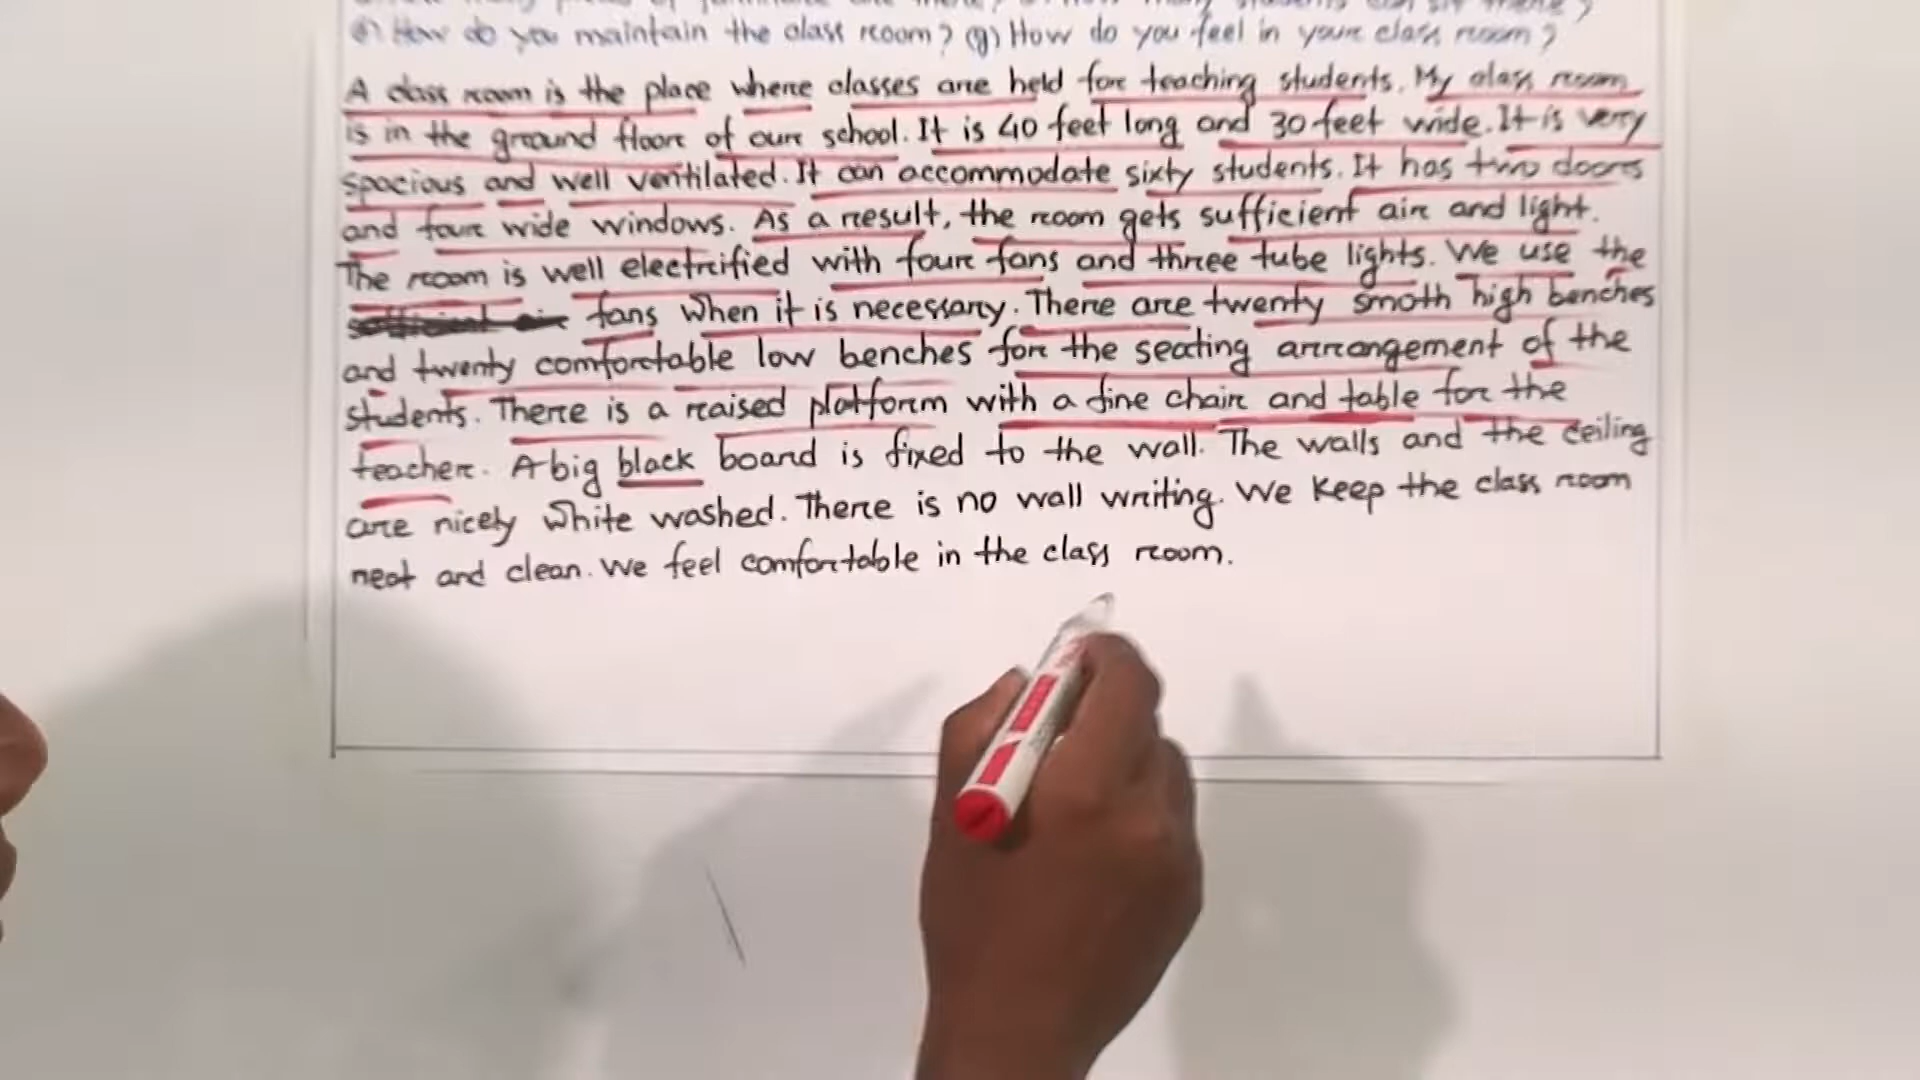 How do you maintain the class room? (g) How do you feel in your class room?
A class room is the place where classes are held for teaching students. My class room
is in the ground floor of our school. It is 40 feet long and 30 feet wide. It is very
spacious and well ventilated. It can accommodate sixty students. It has two doors
and four wide windows. As a result, the room gets sufficient air and light.
The room is well electrified with four fans and three tube lights. We use the
fans when it is necessary. There are twenty smoth high benches
and twenty comfortable low benches for the seating arrangement of the
students. There is a raised platform with a fine chair and table for the
teacher. A big black board is fixed to the wall. The walls and the ceiling
are nicely white washed. There is no wall writing. We keep the class room
neat and clean. We feel comfortable in the class room.